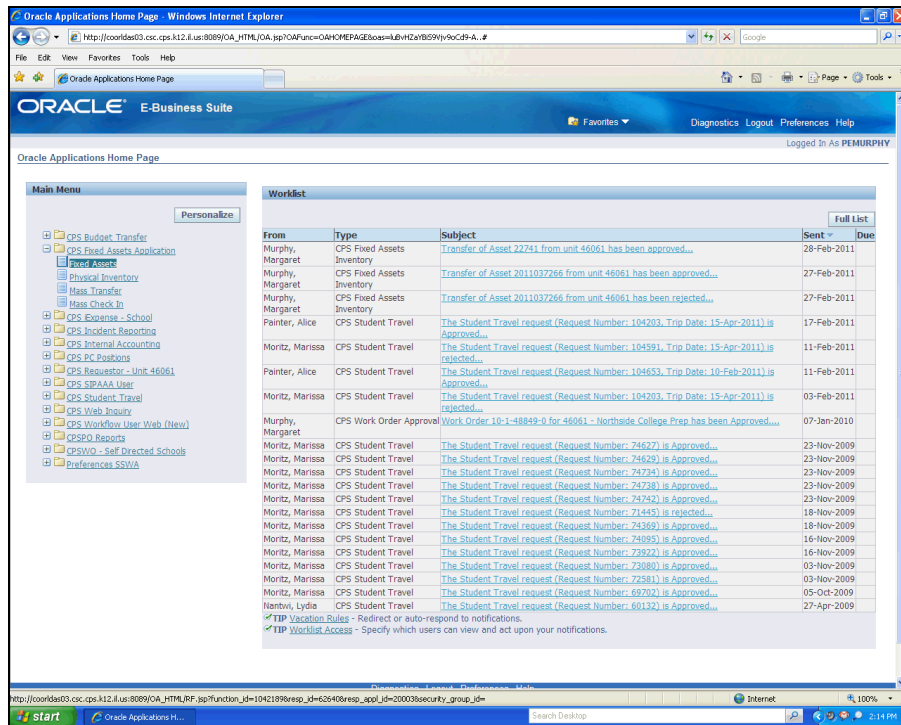 Oracle Applications Home Page - Windows Internet Explorer
http://coorldas03.csc.cps.k12.il.us:8089/OA_HTML/OA.jsp?OAFunc=OAHOMEPAGE&oas=luBvHZaYBiS9Vjv9oCd9-A..#
Google
File Edit View Favorites Tools Help
Oracle Applications Home Page
Page Tools
ORACLE® E-Business Suite
Favorites
Diagnostics Logout Preferences Help
Logged In As PEMURPHY
Oracle Applications Home Page
Main Menu
Personalize
CPS Budget Transfer
CPS Fixed Assets Application
Fixed Assets
Physical Inventory
Mass Transfer
Mass Check In
CPS iExpense - School
CPS Incident Reporting
CPS Internal Accounting
CPS PC Positions
CPS Requestor - Unit 46061
CPS SIPAAA User
CPS Student Travel
CPS Web Inquiry
CPS Workflow User Web (New)
CPSPO Reports
CPSWO - Self Directed Schools
Preferences SSWA
Worklist
Full List
From Type Subject Sent Due
Murphy, Margaret CPS Fixed Assets Inventory Transfer of Asset 22741 from unit 46061 has been approved... 28-Feb-2011
Murphy, Margaret CPS Fixed Assets Inventory Transfer of Asset 2011037266 from unit 46061 has been approved... 27-Feb-2011
Murphy, Margaret CPS Fixed Assets Inventory Transfer of Asset 2011037266 from unit 46061 has been rejected... 27-Feb-2011
Painter, Alice CPS Student Travel The Student Travel request (Request Number: 104203, Trip Date: 15-Apr-2011) is Approved... 17-Feb-2011
Moritz, Marissa CPS Student Travel The Student Travel request (Request Number: 104591, Trip Date: 15-Apr-2011) is rejected... 11-Feb-2011
Painter, Alice CPS Student Travel The Student Travel request (Request Number: 104653, Trip Date: 10-Feb-2011) is Approved... 11-Feb-2011
Moritz, Marissa CPS Student Travel The Student Travel request (Request Number: 104203, Trip Date: 15-Apr-2011) is rejected... 03-Feb-2011
Murphy, Margaret CPS Work Order Approval Work Order 10-1-48849-0 for 46061 - Northside College Prep has been Approved.... 07-Jan-2010
Moritz, Marissa CPS Student Travel The Student Travel request (Request Number: 74627) is Approved... 23-Nov-2009
Moritz, Marissa CPS Student Travel The Student Travel request (Request Number: 74629) is Approved... 23-Nov-2009
Moritz, Marissa CPS Student Travel The Student Travel request (Request Number: 74734) is Approved... 23-Nov-2009
Moritz, Marissa CPS Student Travel The Student Travel request (Request Number: 74738) is Approved... 23-Nov-2009
Moritz, Marissa CPS Student Travel The Student Travel request (Request Number: 74742) is Approved... 23-Nov-2009
Moritz, Marissa CPS Student Travel The Student Travel request (Request Number: 71445) is rejected... 18-Nov-2009
Moritz, Marissa CPS Student Travel The Student Travel request (Request Number: 74369) is Approved... 18-Nov-2009
Moritz, Marissa CPS Student Travel The Student Travel request (Request Number: 74095) is Approved... 16-Nov-2009
Moritz, Marissa CPS Student Travel The Student Travel request (Request Number: 73922) is Approved... 16-Nov-2009
Moritz, Marissa CPS Student Travel The Student Travel request (Request Number: 73080) is Approved... 03-Nov-2009
Moritz, Marissa CPS Student Travel The Student Travel request (Request Number: 72581) is Approved... 03-Nov-2009
Moritz, Marissa CPS Student Travel The Student Travel request (Request Number: 69702) is Approved... 05-Oct-2009
Nantwi, Lydia CPS Student Travel The Student Travel request (Request Number: 60132) is Approved... 27-Apr-2009
TIP Vacation Rules - Redirect or auto-respond to notifications.
TIP Worklist Access - Specify which users can view and act upon your notifications.
Diagnostics Logout Preferences Help
http://coorldas03.csc.cps.k12.il.us:8089/OA_HTML/RF.jsp?function_id=1042189&resp_id=62640&resp_appl_id=20003&security_group_id=
Internet 100%
start Oracle Applications H... Search Desktop 2:14 PM